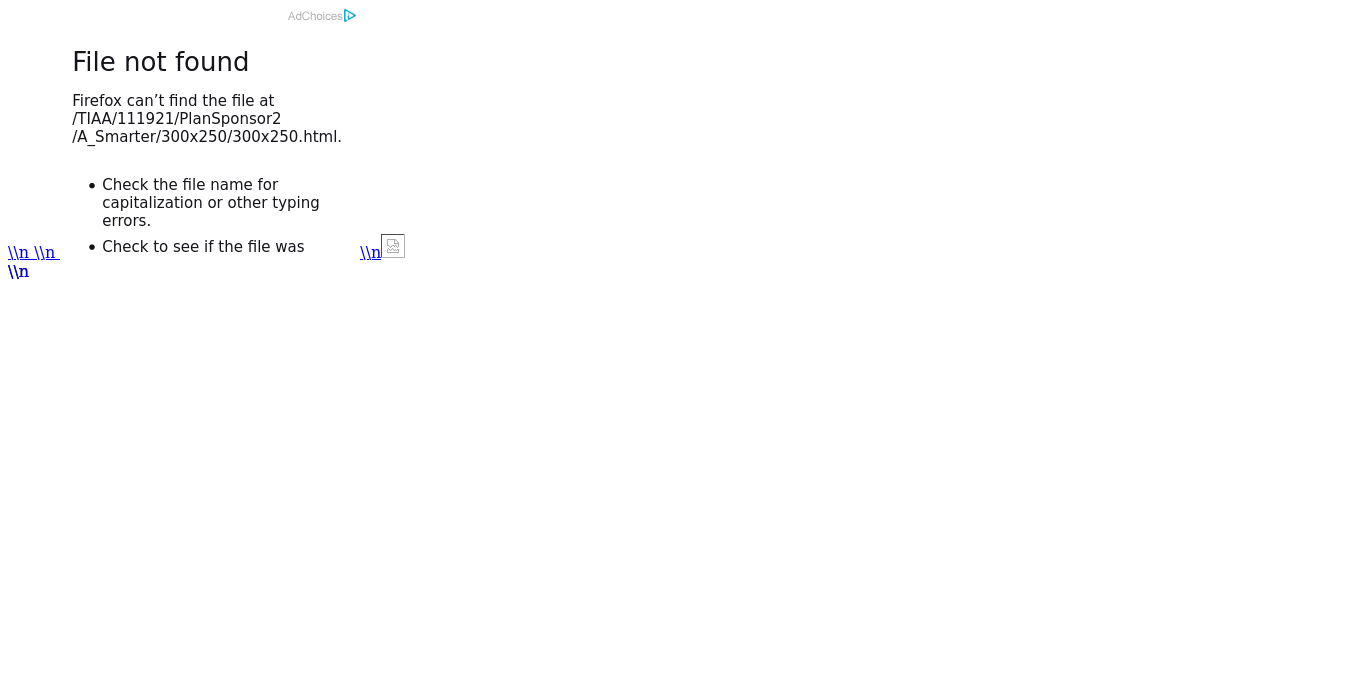 AdChoices
File not found
Firefox can’t find the file at
/TIAA/111921/PlanSponsor2
/A_Smarter/300x250/300x250.html.
• Check the file name for
capitalization or other typing
errors.
• Check to see if the file was
\\n \\n
\\n
\\n